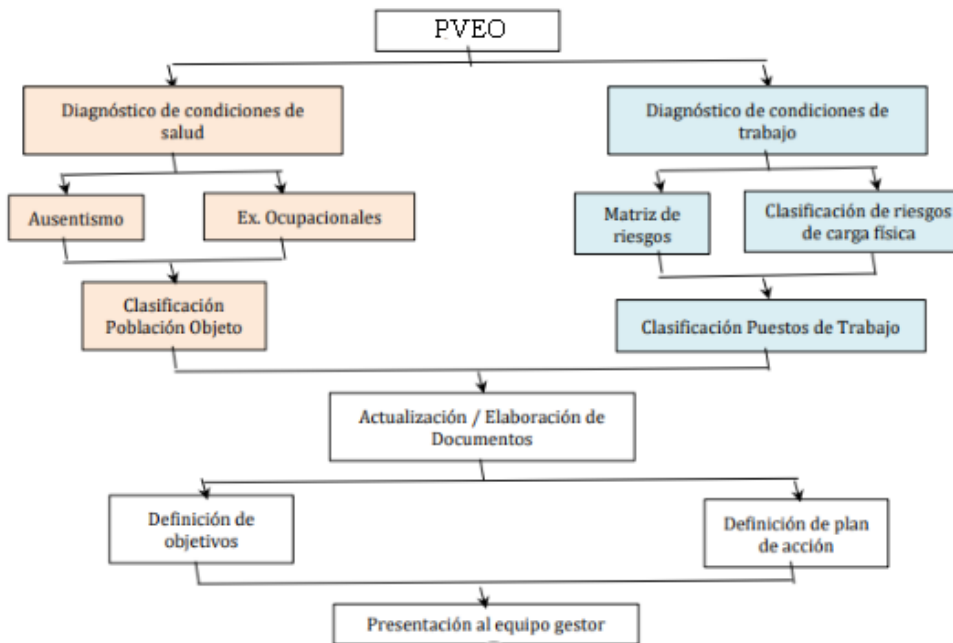 PVEO
Diagnóstico de condiciones de
salud
Diagnóstico de condiciones de
trabajo
Ausentismo
Ex. Ocupacionales
Matriz de
riesgos
Clasificación de riesgos
de carga física
Clasificación
Población Objeto
Clasificación Puestos de Trabajo
Actualización / Elaboración de
Documentos
Definición de
objetivos
Definición de plan
de acción
Presentación al equipo gestor